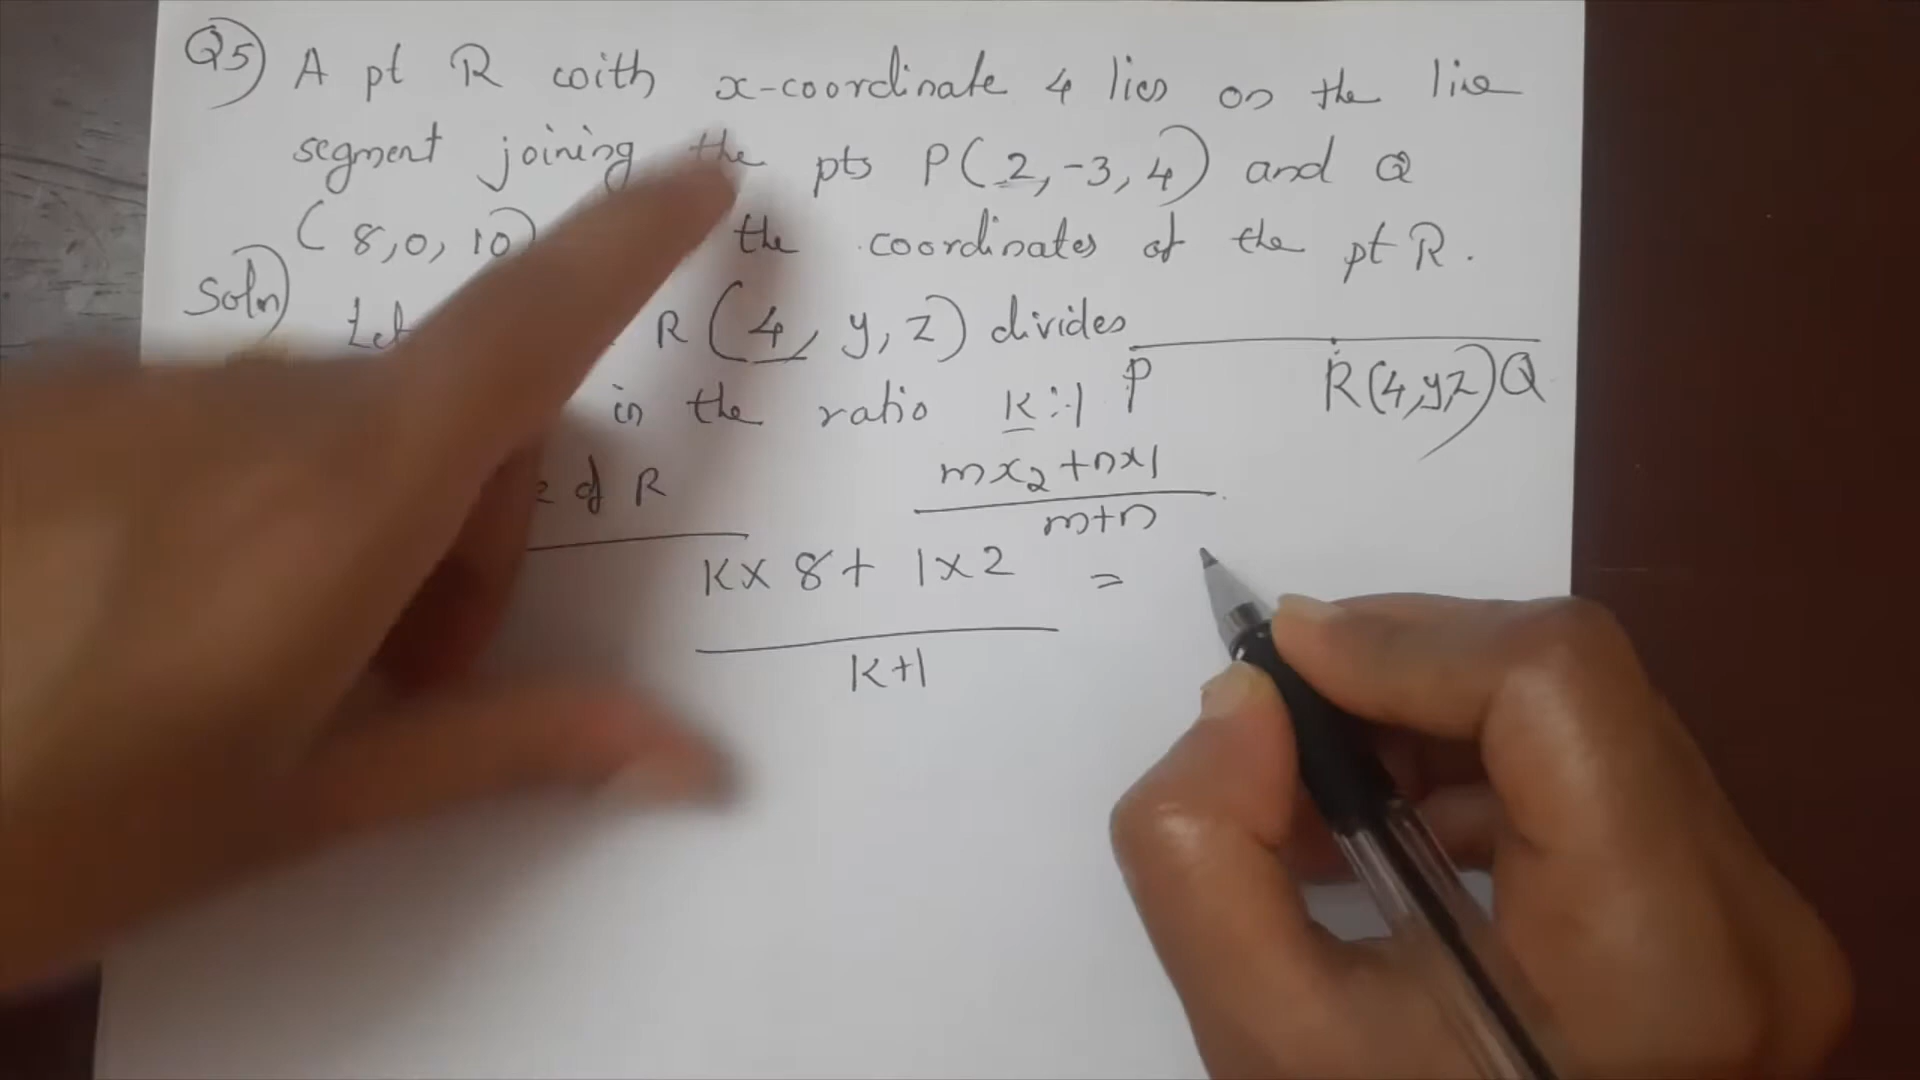 Q5) A pt R with x-coordinate 4 lies on the line
segment joining the pts P(2,-3,4) and Q
(8,0,10) the coordinates of the pt R.
Soln) Let R (4, y, z) divides
P R(4,y,z) Q
in the ratio K:1
of R
mx2+nx1
m+n
K× 8+ 1×2 =
K+1